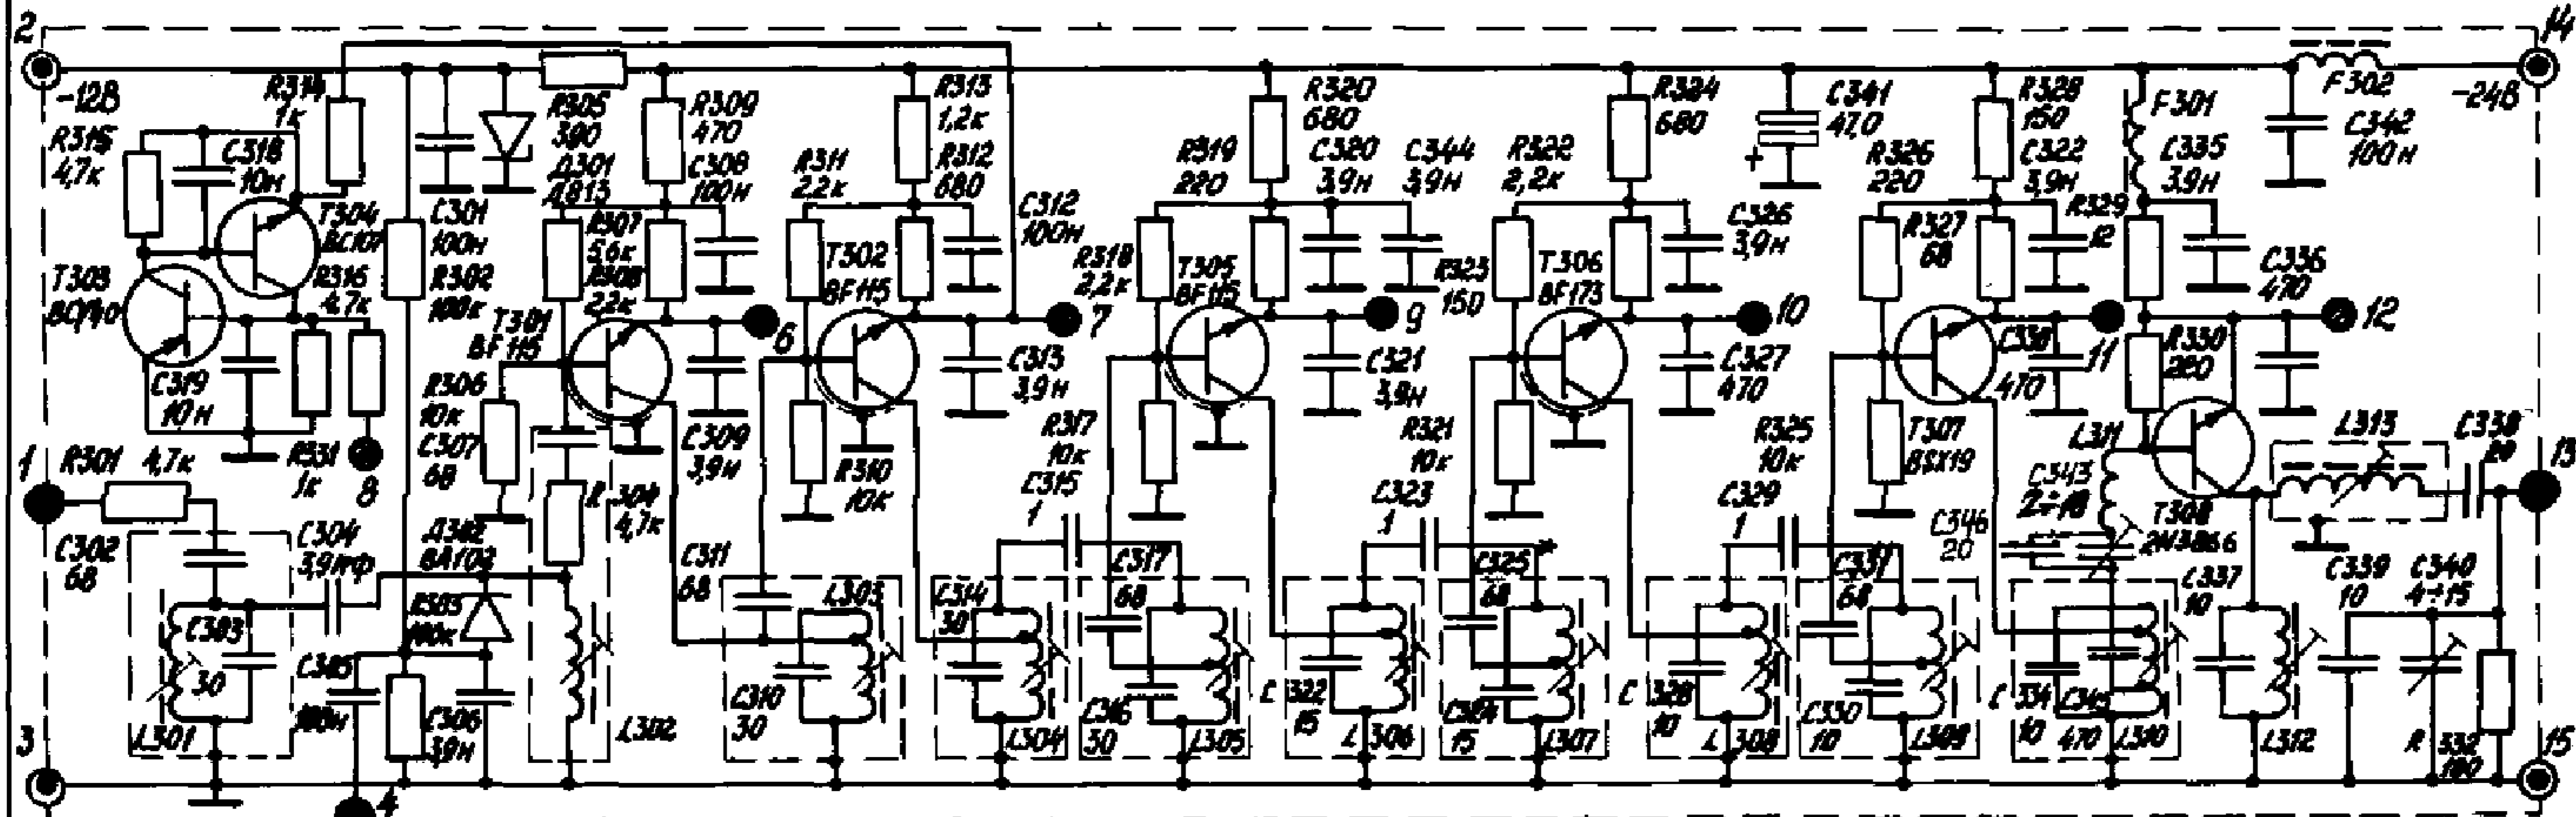 2
14
-12В
-24В
R314
1к
R315
4,7к
C318
10н
T304
BC107
T303
R316
4,7к
C319
10н
R331
1к
8
C301
100н
R302
100к
R305
390
Д301
Д813
R307
5,6к
R308
2,2к
R309
470
C308
100н
T301
BF115
R306
10к
C307
68
R304
4,7к
C309
3,9н
6
R311
22к
R313
1,2к
R312
680
T302
BF115
C312
100н
7
C313
3,9н
R310
10к
R320
680
R319
220
C320
3,9н
C344
3,9н
R318
2,2к
T305
BF115
9
C321
3,9н
R317
10к
C315
1
R324
680
R322
2,2к
R323
150
T306
BF173
C326
3,9н
10
C327
470
R321
10к
C323
1
C341
47,0
R328
150
R326
220
C322
3,9н
R327
68
11
470
R325
10к
C329
1
T307
BSX19
F301
F302
C335
3,9н
C342
100н
R329
12
C336
470
12
R330
220
L311
C343
2÷18
C346
20
T308
2N3866
L313
C338
20
13
1
R301 4,7к
C302
68
C304
3,9пф
Д302
BA102
R303
100к
C303
30
C305
C306
3,9н
L301
L302
3
4
C311
68
L303
C310
30
C314
30
L304
C317
68
C316
30
L305
C322
15
L306
C325
68
C324
15
L307
C328
10
L308
C331
68
C330
10
L309
C334
10
C345
470
L310
C337
10
L312
C339
10
C340
4÷15
R332
180
15